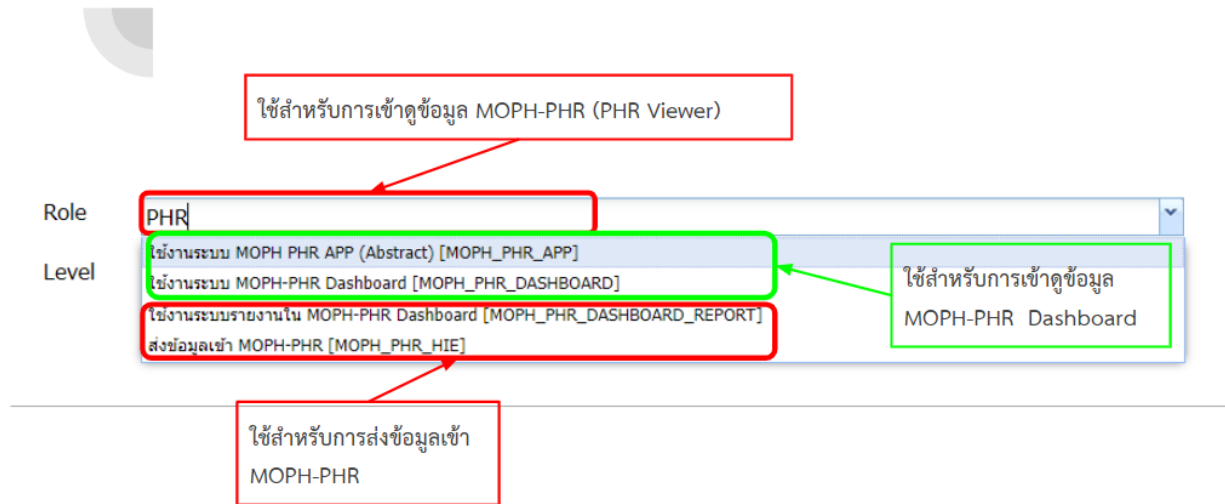 ใช้สำหรับการเข้าดูข้อมูล MOPH-PHR (PHR Viewer)
Role
PHR
ใช้งานระบบ MOPH PHR APP (Abstract) [MOPH_PHR_APP]
Level
ใช้งานระบบ MOPH-PHR Dashboard [MOPH_PHR_DASHBOARD]
ใช้งานระบบรายงานใน MOPH-PHR Dashboard [MOPH_PHR_DASHBOARD_REPORT]
ส่งข้อมูลเข้า MOPH-PHR [MOPH_PHR_HIE]
ใช้สำหรับการเข้าดูข้อมูล
MOPH-PHR Dashboard
ใช้สำหรับการส่งข้อมูลเข้า
MOPH-PHR